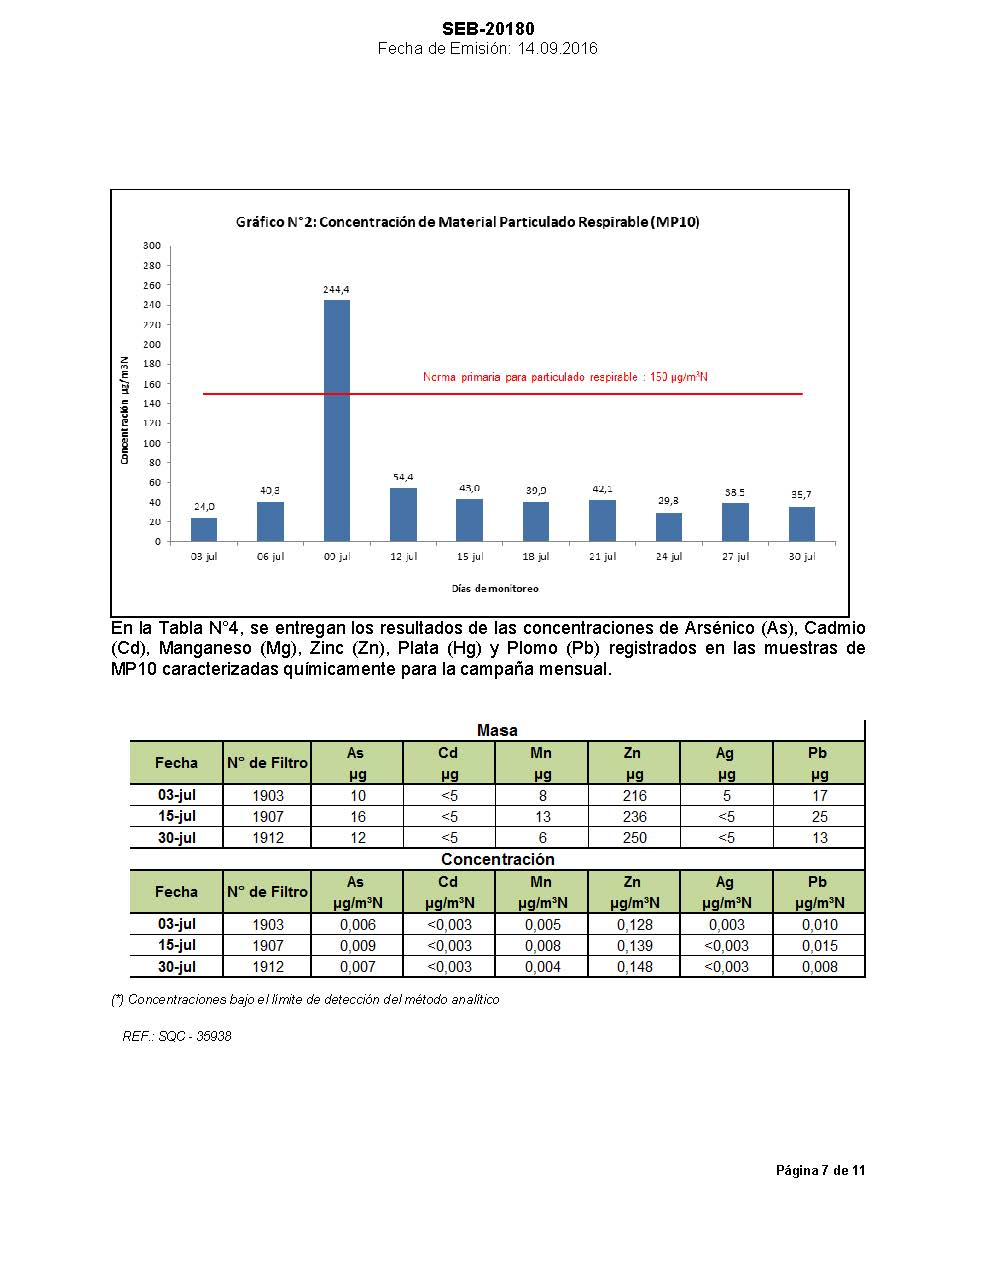 SEB-20180
Fecha de Emisión: 14.09.2016
Gráfico N°2: Concentración de Material Particulado Respirable (MP10)
300
280
260
240
220
200
180
160
140
120
100
80
60
40
20
0
Concentración µg/m3N
24,0
40,3
244,4
54,4
43,0
39,9
42,1
29,8
38,5
35,7
Norma primaria para particulado respirable : 150 µg/m³N
03-jul 06-jul 09-jul 12-jul 15-jul 18-jul 21-jul 24-jul 27-jul 30-jul
Días de monitoreo
En la Tabla N°4, se entregan los resultados de las concentraciones de Arsénico (As), Cadmio
(Cd), Manganeso (Mg), Zinc (Zn), Plata (Hg) y Plomo (Pb) registrados en las muestras de
MP10 caracterizadas químicamente para la campaña mensual.
Masa
Fecha N° de Filtro As Cd Mn Zn Ag Pb
µg µg µg µg µg µg
03-jul 1903 10 <5 8 216 5 17
15-jul 1907 16 <5 13 236 <5 25
30-jul 1912 12 <5 6 250 <5 13
Concentración
Fecha N° de Filtro As Cd Mn Zn Ag Pb
µg/m³N µg/m³N µg/m³N µg/m³N µg/m³N µg/m³N
03-jul 1903 0,006 <0,003 0,005 0,128 0,003 0,010
15-jul 1907 0,009 <0,003 0,008 0,139 <0,003 0,015
30-jul 1912 0,007 <0,003 0,004 0,148 <0,003 0,008
(*) Concentraciones bajo el límite de detección del método analítico
REF.: SQC - 35938
Página 7 de 11